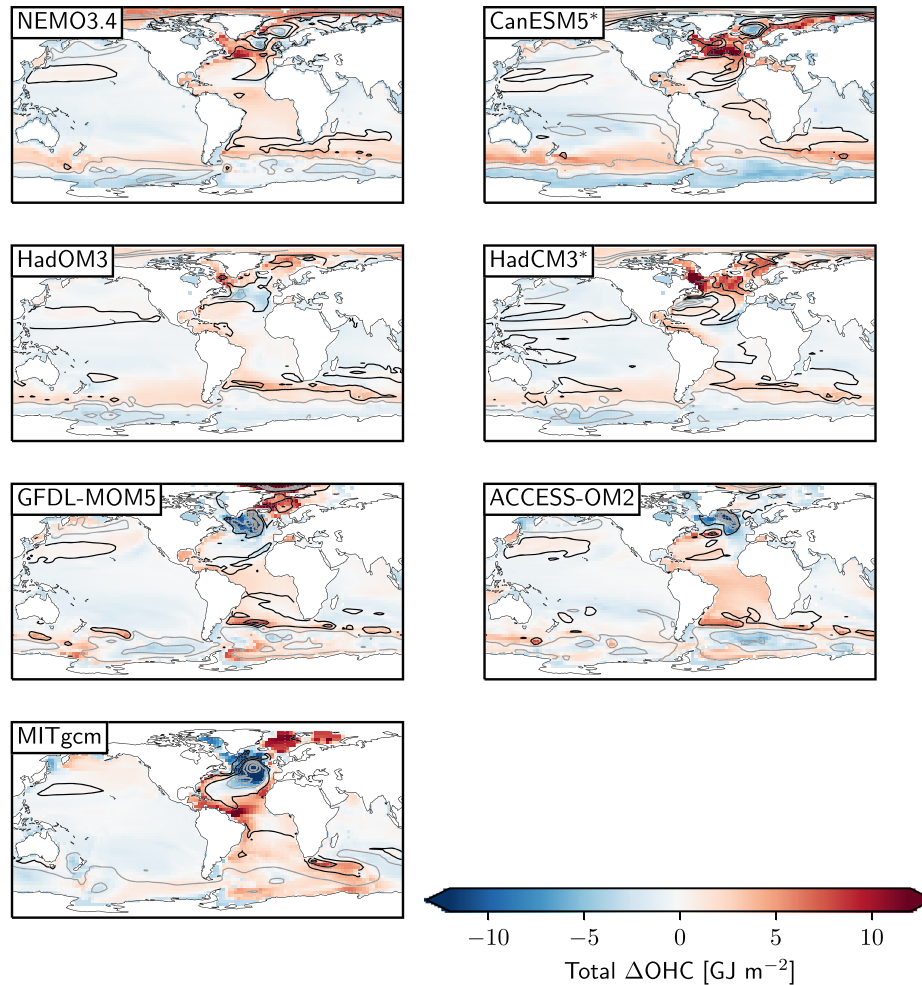 NEMO3.4
CanESM5*
HadOM3
HadCM3*
GFDL-MOM5
ACCESS-OM2
MITgcm
−10 −5 0 5 10
Total ΔOHC [GJ m⁻²]